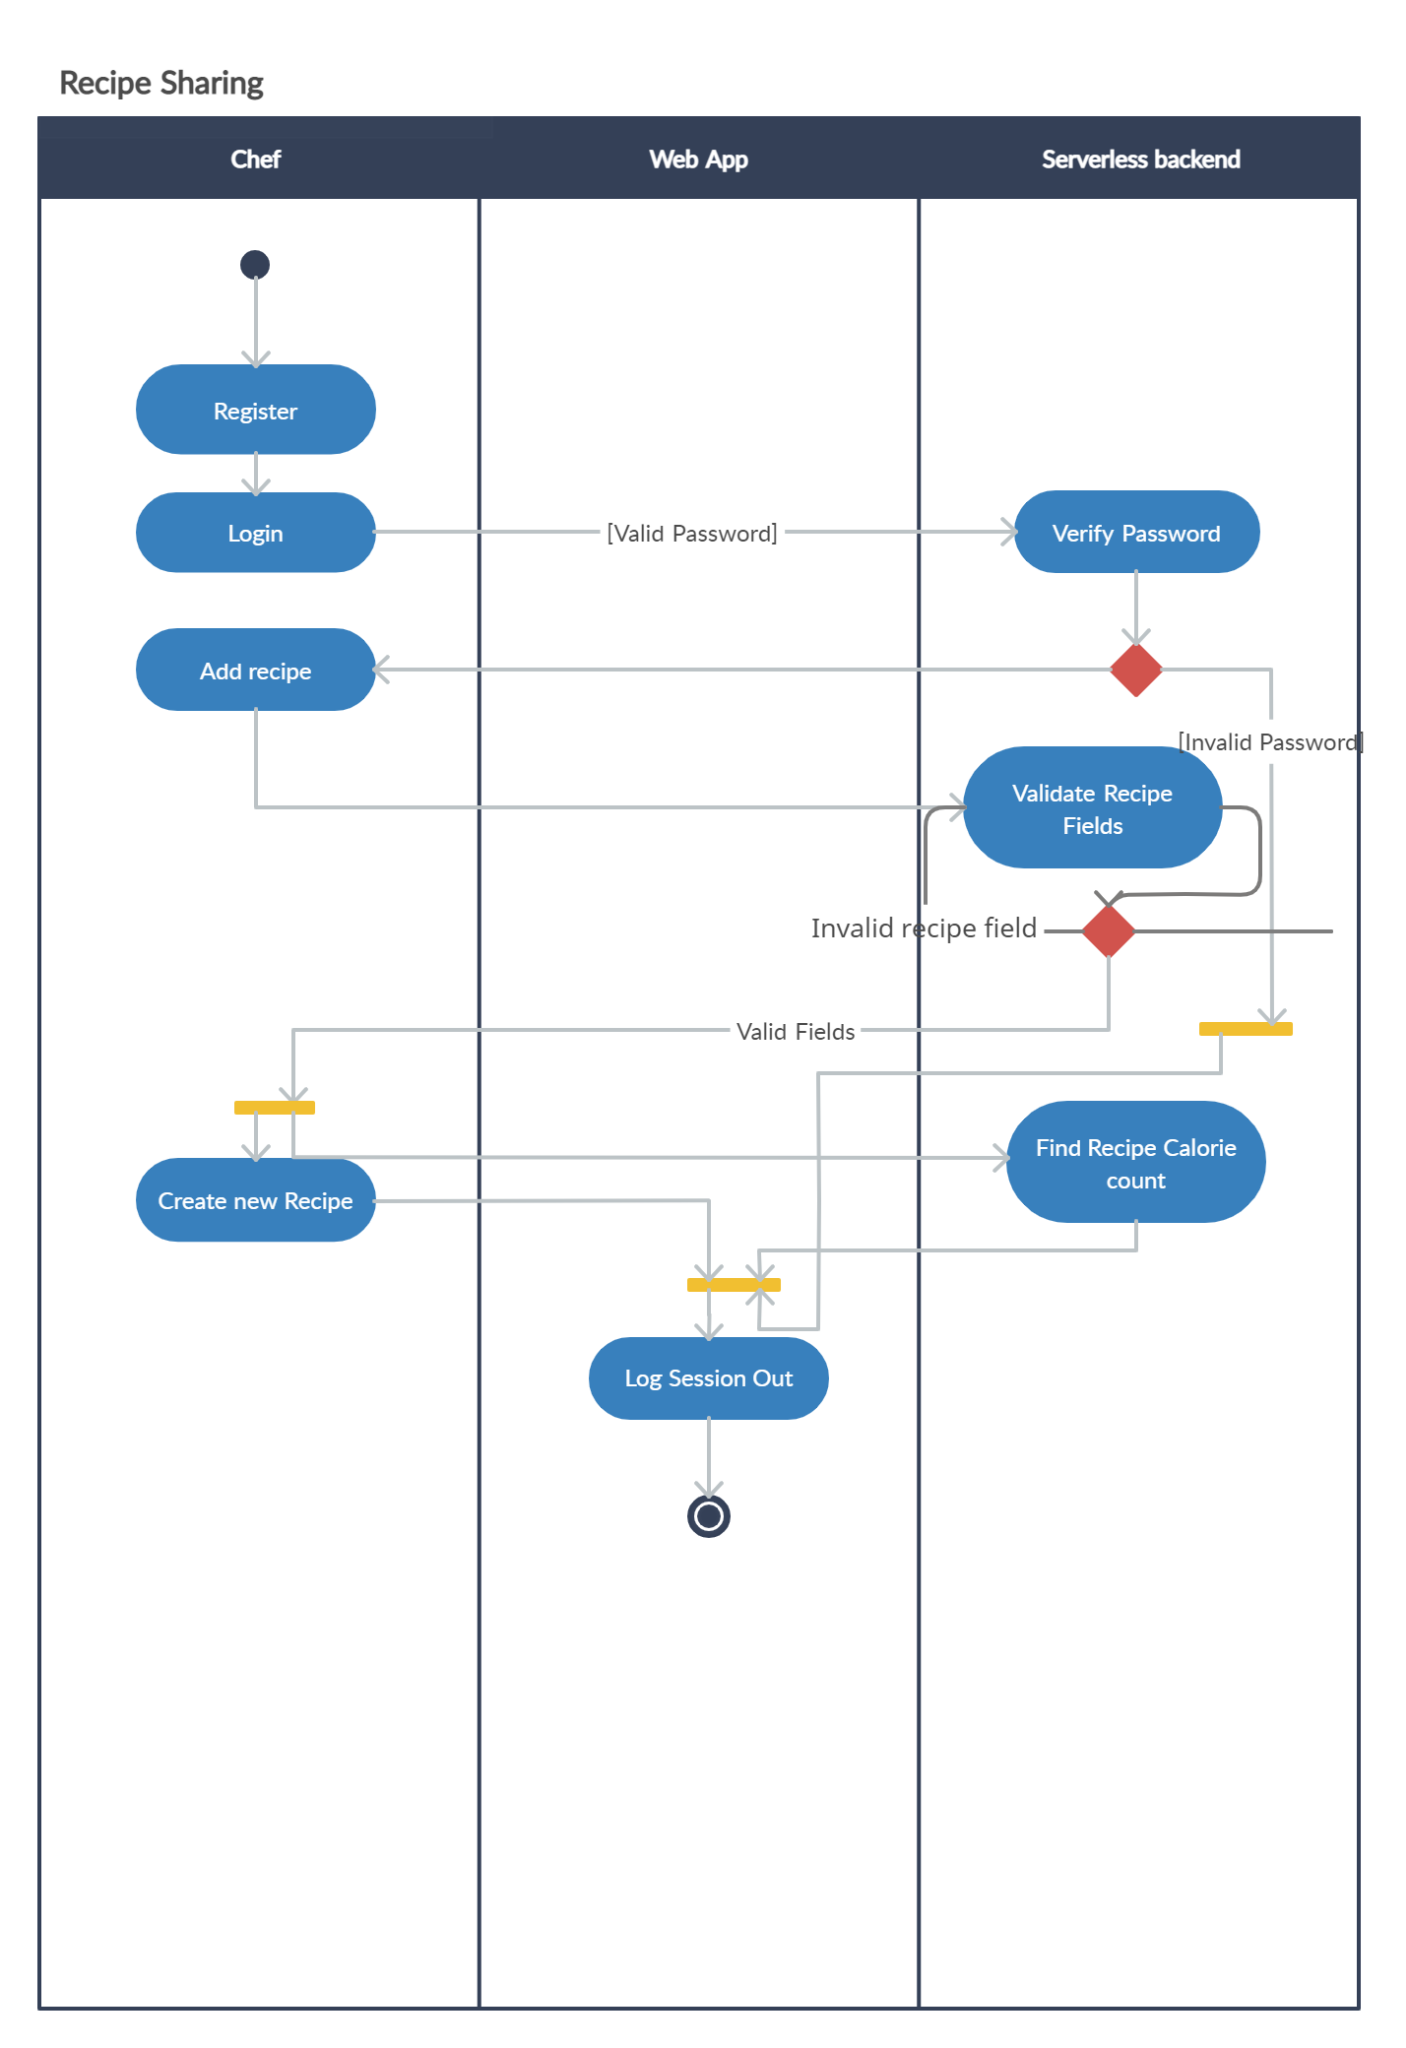 Recipe Sharing
Chef
Web App
Serverless backend
Register
Login
[Valid Password]
Verify Password
Add recipe
[Invalid Password]
Validate Recipe
Fields
Invalid recipe field
Valid Fields
Find Recipe Calorie
count
Create new Recipe
Log Session Out